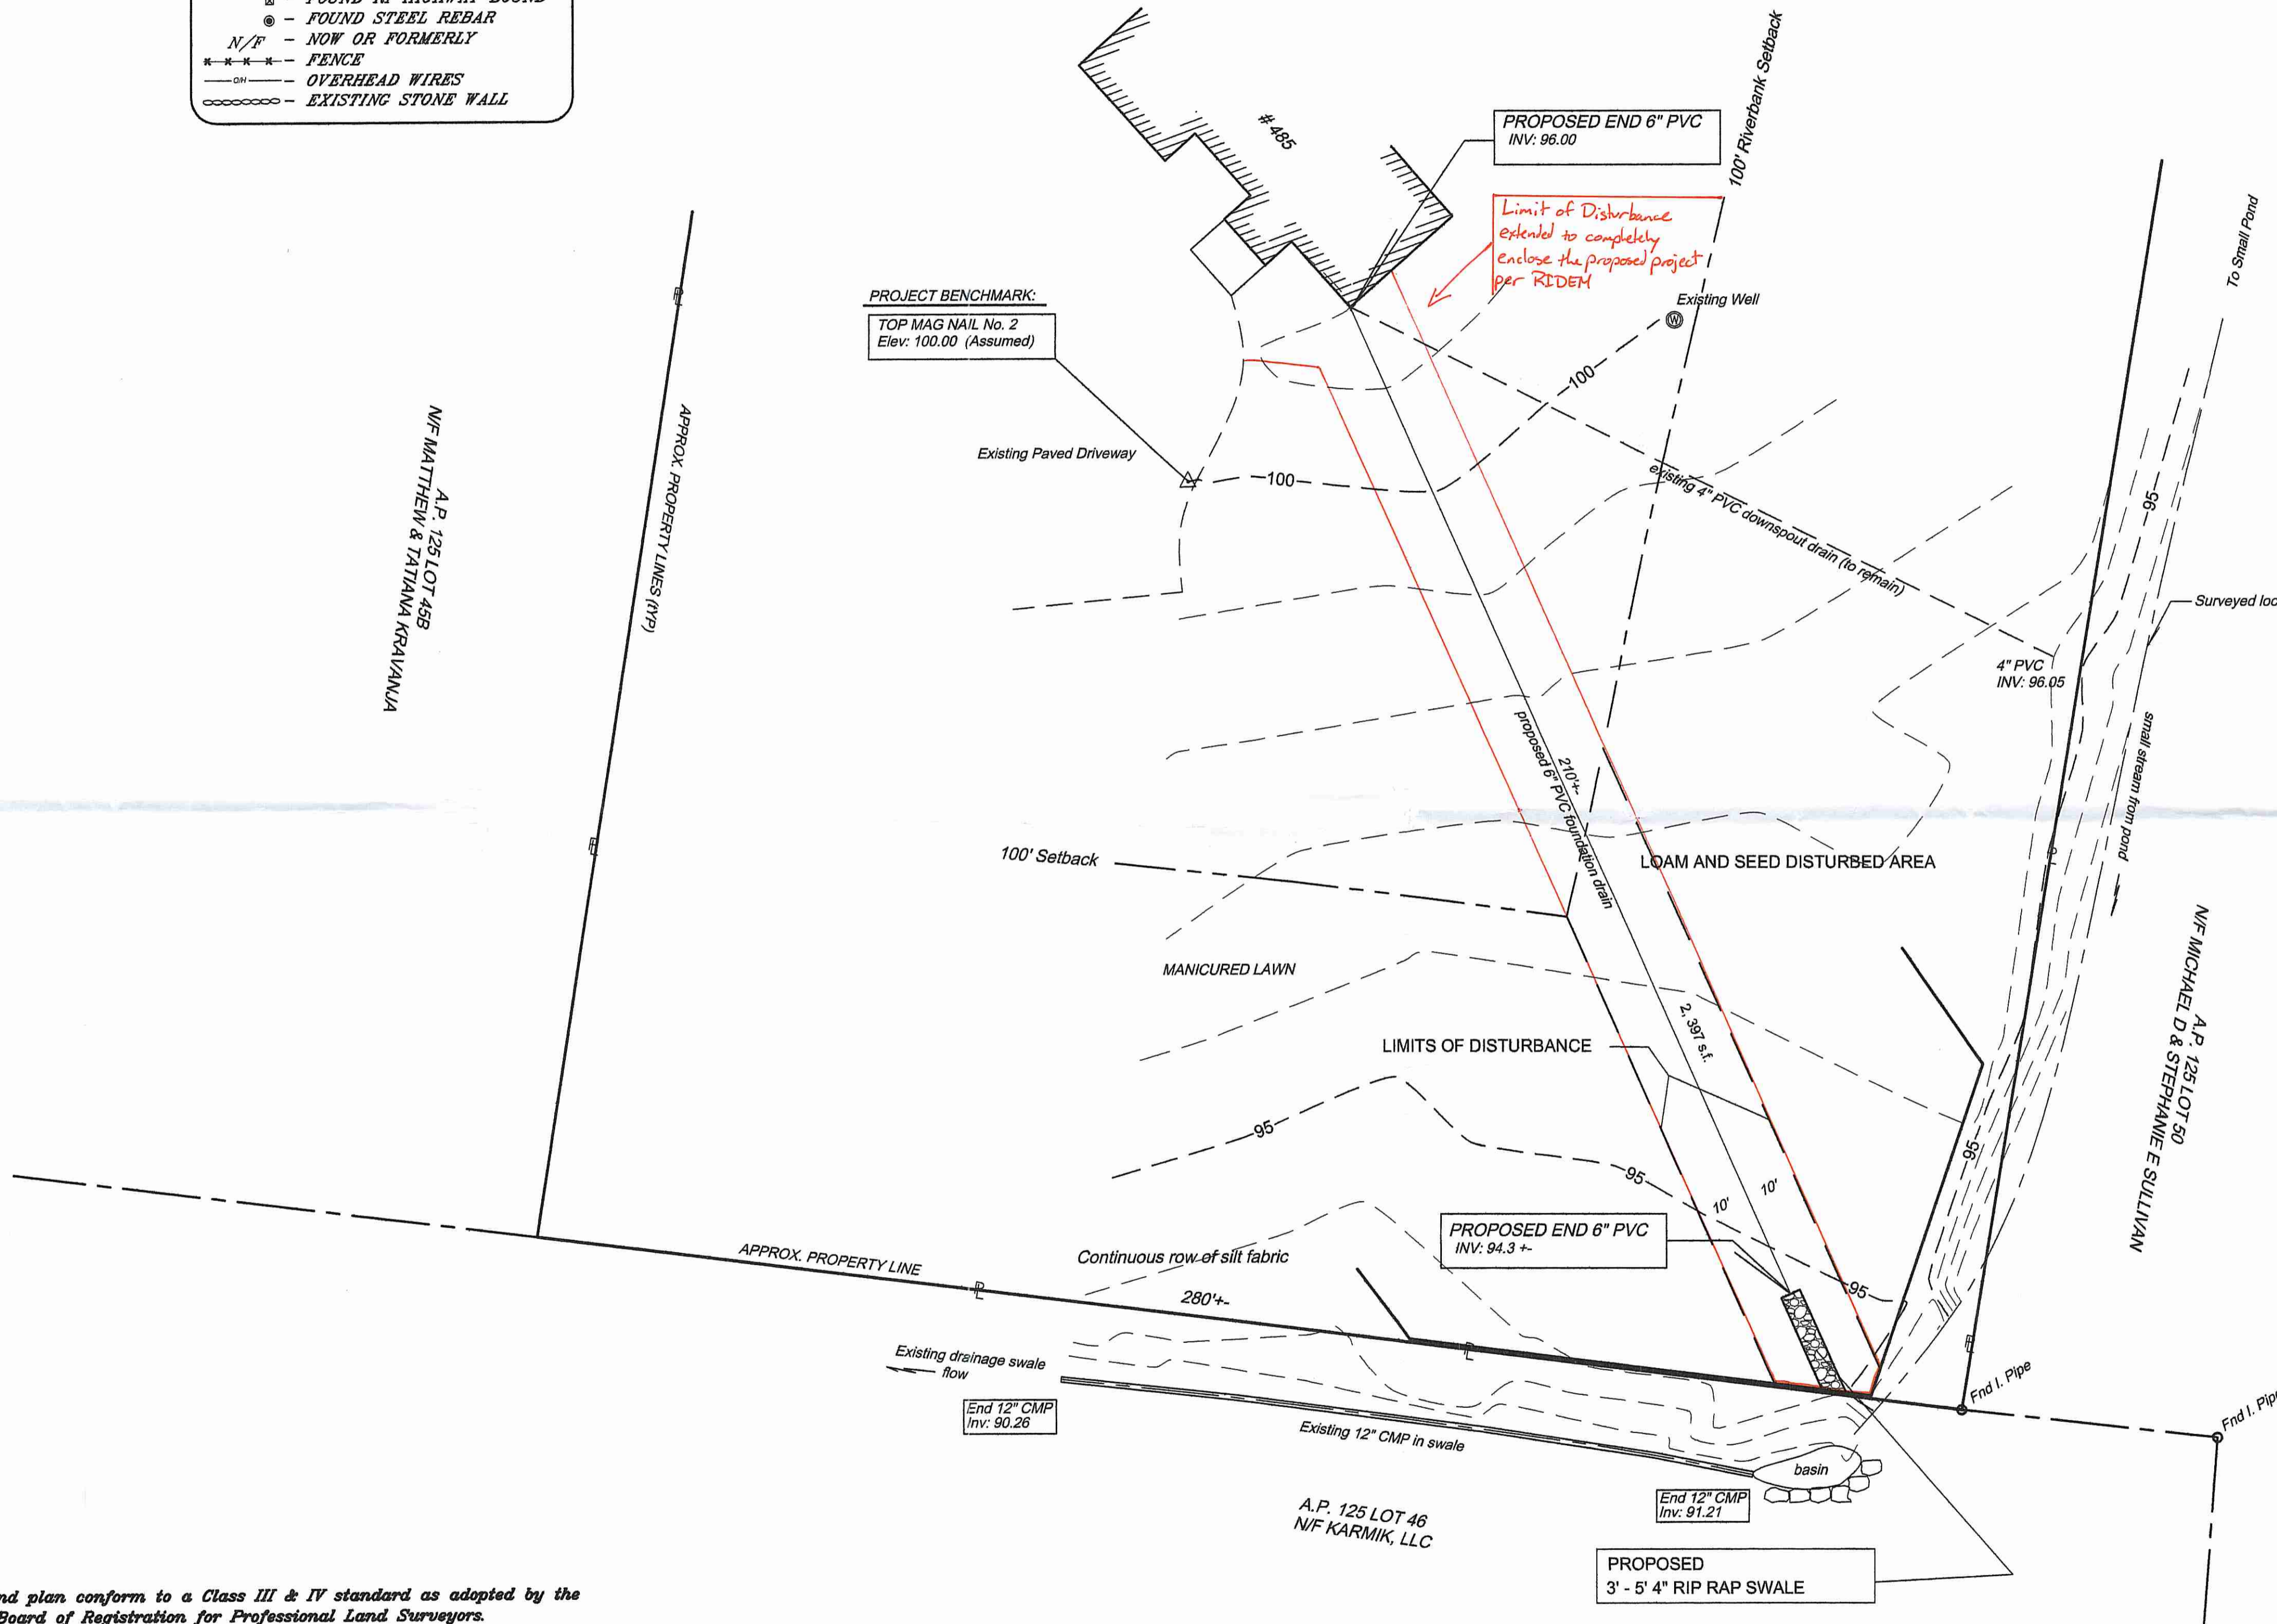 ◉ – FOUND STEEL REBAR
N/F – NOW OR FORMERLY
FENCE
O/H – OVERHEAD WIRES
EXISTING STONE WALL
# 485
PROPOSED END 6" PVC
INV: 96.00
100' Riverbank Setback
Limit of Disturbance
extended to completely
enclose the proposed project
per RIDEM
Existing Well
W
To Small Pond
PROJECT BENCHMARK:
TOP MAG NAIL No. 2
Elev: 100.00 (Assumed)
100
Existing Paved Driveway
100
existing 4" PVC downspout drain (to remain)
95
A.P. 125 LOT 45B
N/F MATTHEW & TATIANA KRAVANJA
APPROX. PROPERTY LINES (tYP)
Surveyed loc
4" PVC
INV: 96.05
small stream from pond
210'+-
proposed 6" PVC foundation drain
100' Setback
LOAM AND SEED DISTURBED AREA
MANICURED LAWN
2, 397 s.f.
LIMITS OF DISTURBANCE
A.P. 125 LOT 50
N/F MICHAEL D & STEPHANIE E SULLIVAN
95
95
95
10'
10'
PROPOSED END 6" PVC
INV: 94.3 +-
95
APPROX. PROPERTY LINE
Continuous row of silt fabric
280'+-
Existing drainage swale
flow
End 12" CMP
Inv: 90.26
Existing 12" CMP in swale
basin
End 12" CMP
Inv: 91.21
Fnd I. Pipe
Fnd I. Pipe
A.P. 125 LOT 46
N/F KARMIK, LLC
PROPOSED
3' - 5' 4" RIP RAP SWALE
nd plan conform to a Class III & IV standard as adopted by the
Board of Registration for Professional Land Surveyors.